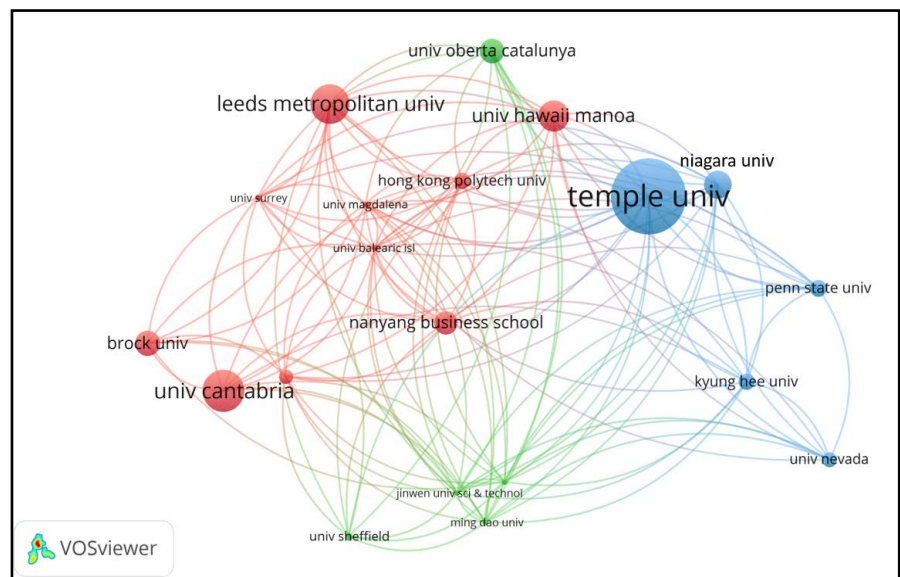 univ oberta catalunya
leeds metropolitan univ
univ hawaii manoa
niagara univ
hong kong polytech univ
temple univ
univ surrey
univ magdalena
univ balearic isl
penn state univ
nanyang business school
brock univ
kyung hee univ
univ cantabria
univ nevada
jinwen univ sci & technol
ming dao univ
univ sheffield
VOSviewer